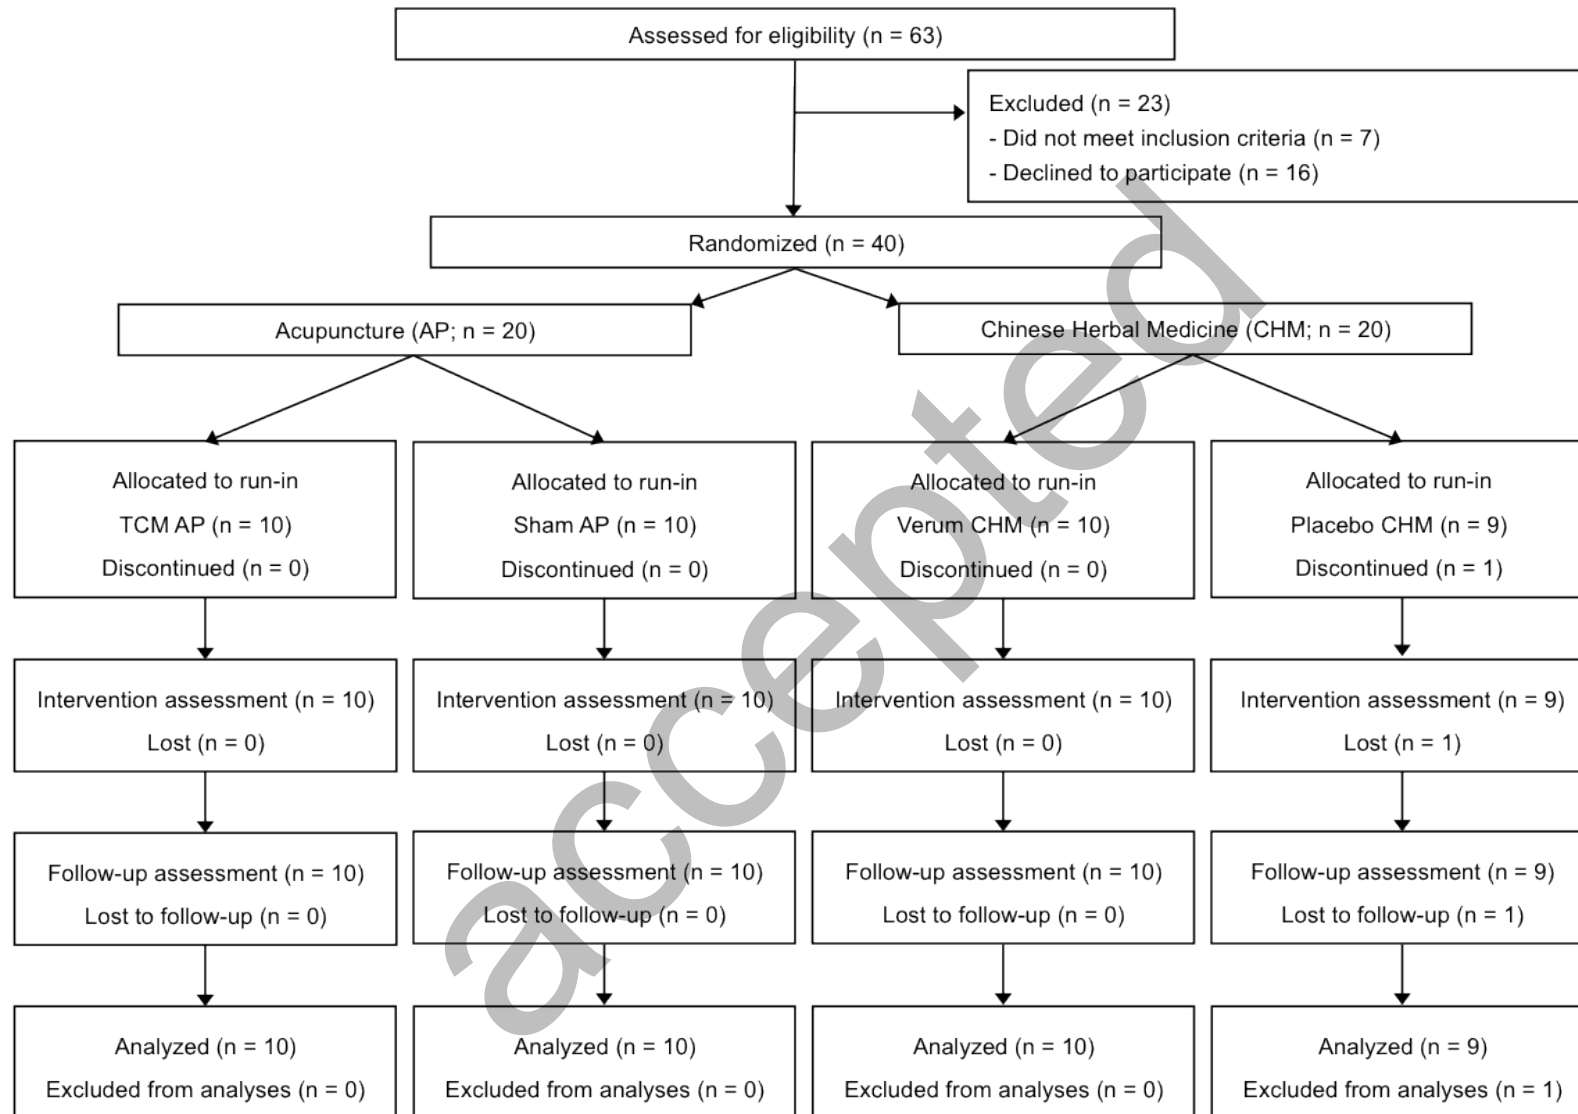 Assessed for eligibility (n = 63)
Excluded (n = 23)
- Did not meet inclusion criteria (n = 7)
- Declined to participate (n = 16)
Randomized (n = 40)
Acupuncture (AP; n = 20)
Chinese Herbal Medicine (CHM; n = 20)
Allocated to run-in
TCM AP (n = 10)
Discontinued (n = 0)
Allocated to run-in
Sham AP (n = 10)
Discontinued (n = 0)
Allocated to run-in
Verum CHM (n = 10)
Discontinued (n = 0)
Allocated to run-in
Placebo CHM (n = 9)
Discontinued (n = 1)
Intervention assessment (n = 10)
Lost (n = 0)
Intervention assessment (n = 10)
Lost (n = 0)
Intervention assessment (n = 10)
Lost (n = 0)
Intervention assessment (n = 9)
Lost (n = 1)
Follow-up assessment (n = 10)
Lost to follow-up (n = 0)
Follow-up assessment (n = 10)
Lost to follow-up (n = 0)
Follow-up assessment (n = 10)
Lost to follow-up (n = 0)
Follow-up assessment (n = 9)
Lost to follow-up (n = 1)
Analyzed (n = 10)
Excluded from analyses (n = 0)
Analyzed (n = 10)
Excluded from analyses (n = 0)
Analyzed (n = 10)
Excluded from analyses (n = 0)
Analyzed (n = 9)
Excluded from analyses (n = 1)
accepted